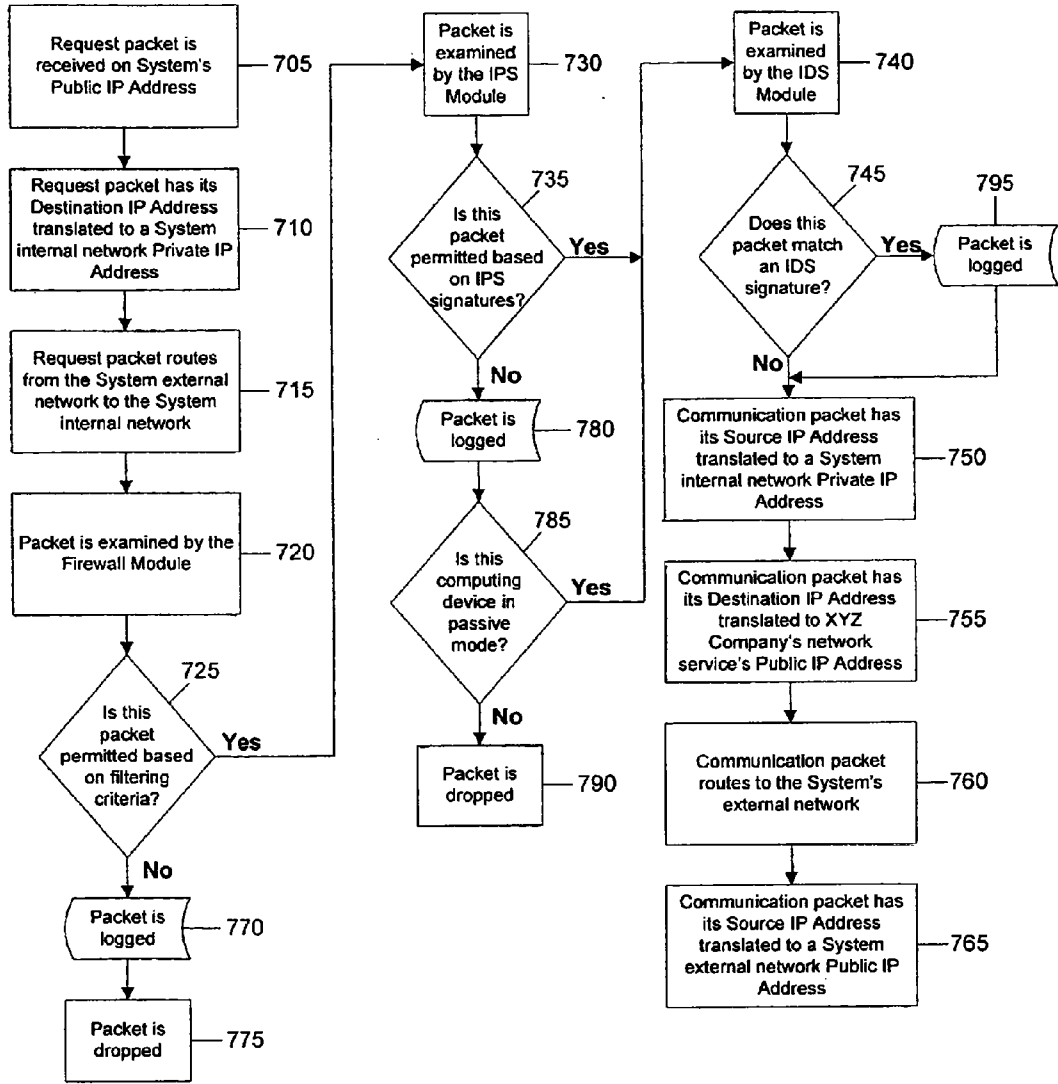 Request packet is
received on System's
Public IP Address
705
Request packet has its
Destination IP Address
translated to a System
internal network Private IP
Address
710
Request packet routes
from the System external
network to the System
internal network
715
Packet is examined by the
Firewall Module
720
725
Is this
packet
permitted based
on filtering
criteria?
Yes
No
Packet is
logged
770
Packet is
dropped
775
Packet is
examined
by the IPS
Module
730
735
Is this
packet
permitted based
on IPS
signatures?
Yes
No
Packet is
logged
780
785
Is this
computing
device in
passive
mode?
Yes
No
Packet is
dropped
790
Packet is
examined
by the IDS
Module
740
745
Does this
packet match
an IDS
signature?
Yes
795
Packet is
logged
No
Communication packet has
its Source IP Address
translated to a System
internal network Private IP
Address
750
Communication packet has
its Destination IP Address
translated to XYZ
Company's network
service's Public IP Address
755
Communication packet
routes to the System's
external network
760
Communication packet has
its Source IP Address
translated to a System
external network Public IP
Address
765